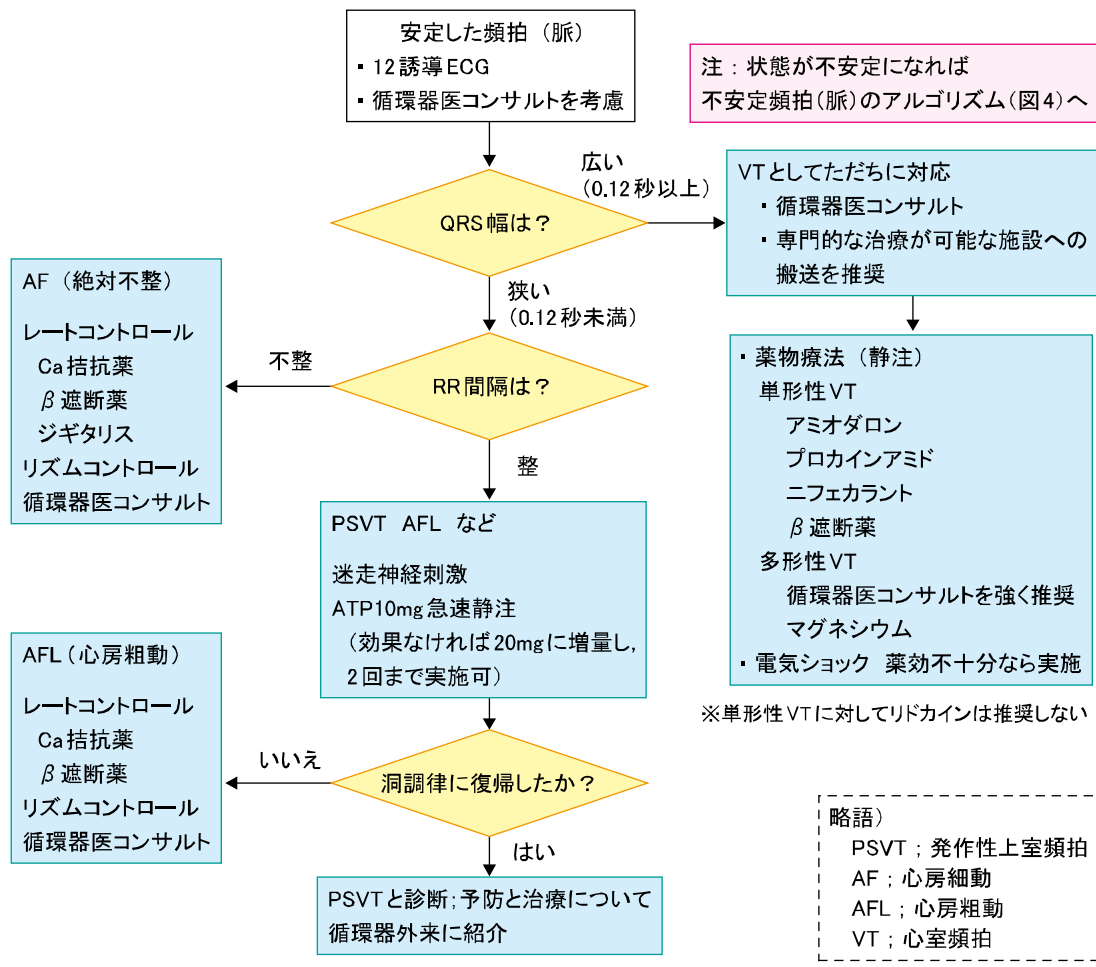 安定した頻拍（脈）
・12誘導ECG
・循環器医コンサルトを考慮
注：状態が不安定になれば
不安定頻拍（脈）のアルゴリズム（図4）へ
QRS幅は？
広い
（0.12秒以上）
VTとしてただちに対応
・循環器医コンサルト
・専門的な治療が可能な施設への
搬送を推奨
狭い
（0.12秒未満）
RR間隔は？
不整
AF（絶対不整）
レートコントロール
Ca拮抗薬
β遮断薬
ジギタリス
リズムコントロール
循環器医コンサルト
・薬物療法（静注）
単形性VT
アミオダロン
プロカインアミド
ニフェカラント
β遮断薬
多形性VT
循環器医コンサルトを強く推奨
マグネシウム
・電気ショック 薬効不十分なら実施
※単形性VTに対してリドカインは推奨しない
整
PSVT AFL など
迷走神経刺激
ATP10mg急速静注
（効果なければ20mgに増量し，
2回まで実施可）
洞調律に復帰したか？
いいえ
AFL（心房粗動）
レートコントロール
Ca拮抗薬
β遮断薬
リズムコントロール
循環器医コンサルト
はい
PSVTと診断；予防と治療について
循環器外来に紹介
略語）
PSVT；発作性上室頻拍
AF；心房細動
AFL；心房粗動
VT；心室頻拍